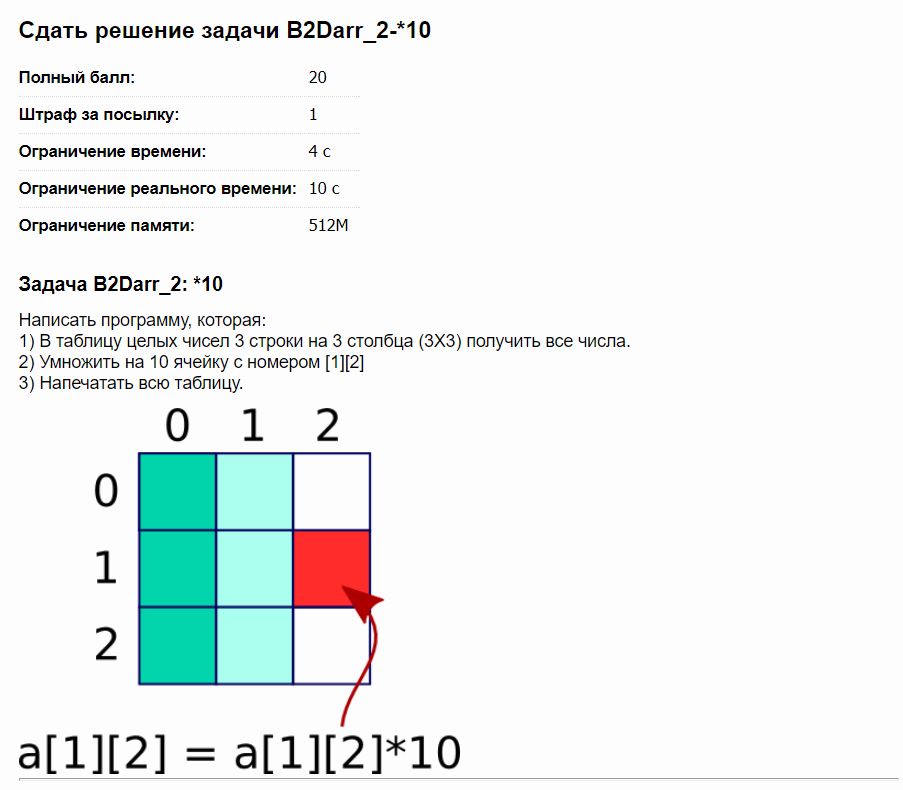 Сдать решение задачи B2Darr_2-*10
Полный балл: 20
Штраф за посылку: 1
Ограничение времени: 4 с
Ограничение реального времени: 10 с
Ограничение памяти: 512M
Задача B2Darr_2: *10
Написать программу, которая:
1) В таблицу целых чисел 3 строки на 3 столбца (3X3) получить все числа.
2) Умножить на 10 ячейку с номером [1][2]
3) Напечатать всю таблицу.
0 1 2
0
1
2
a[1][2] = a[1][2]*10